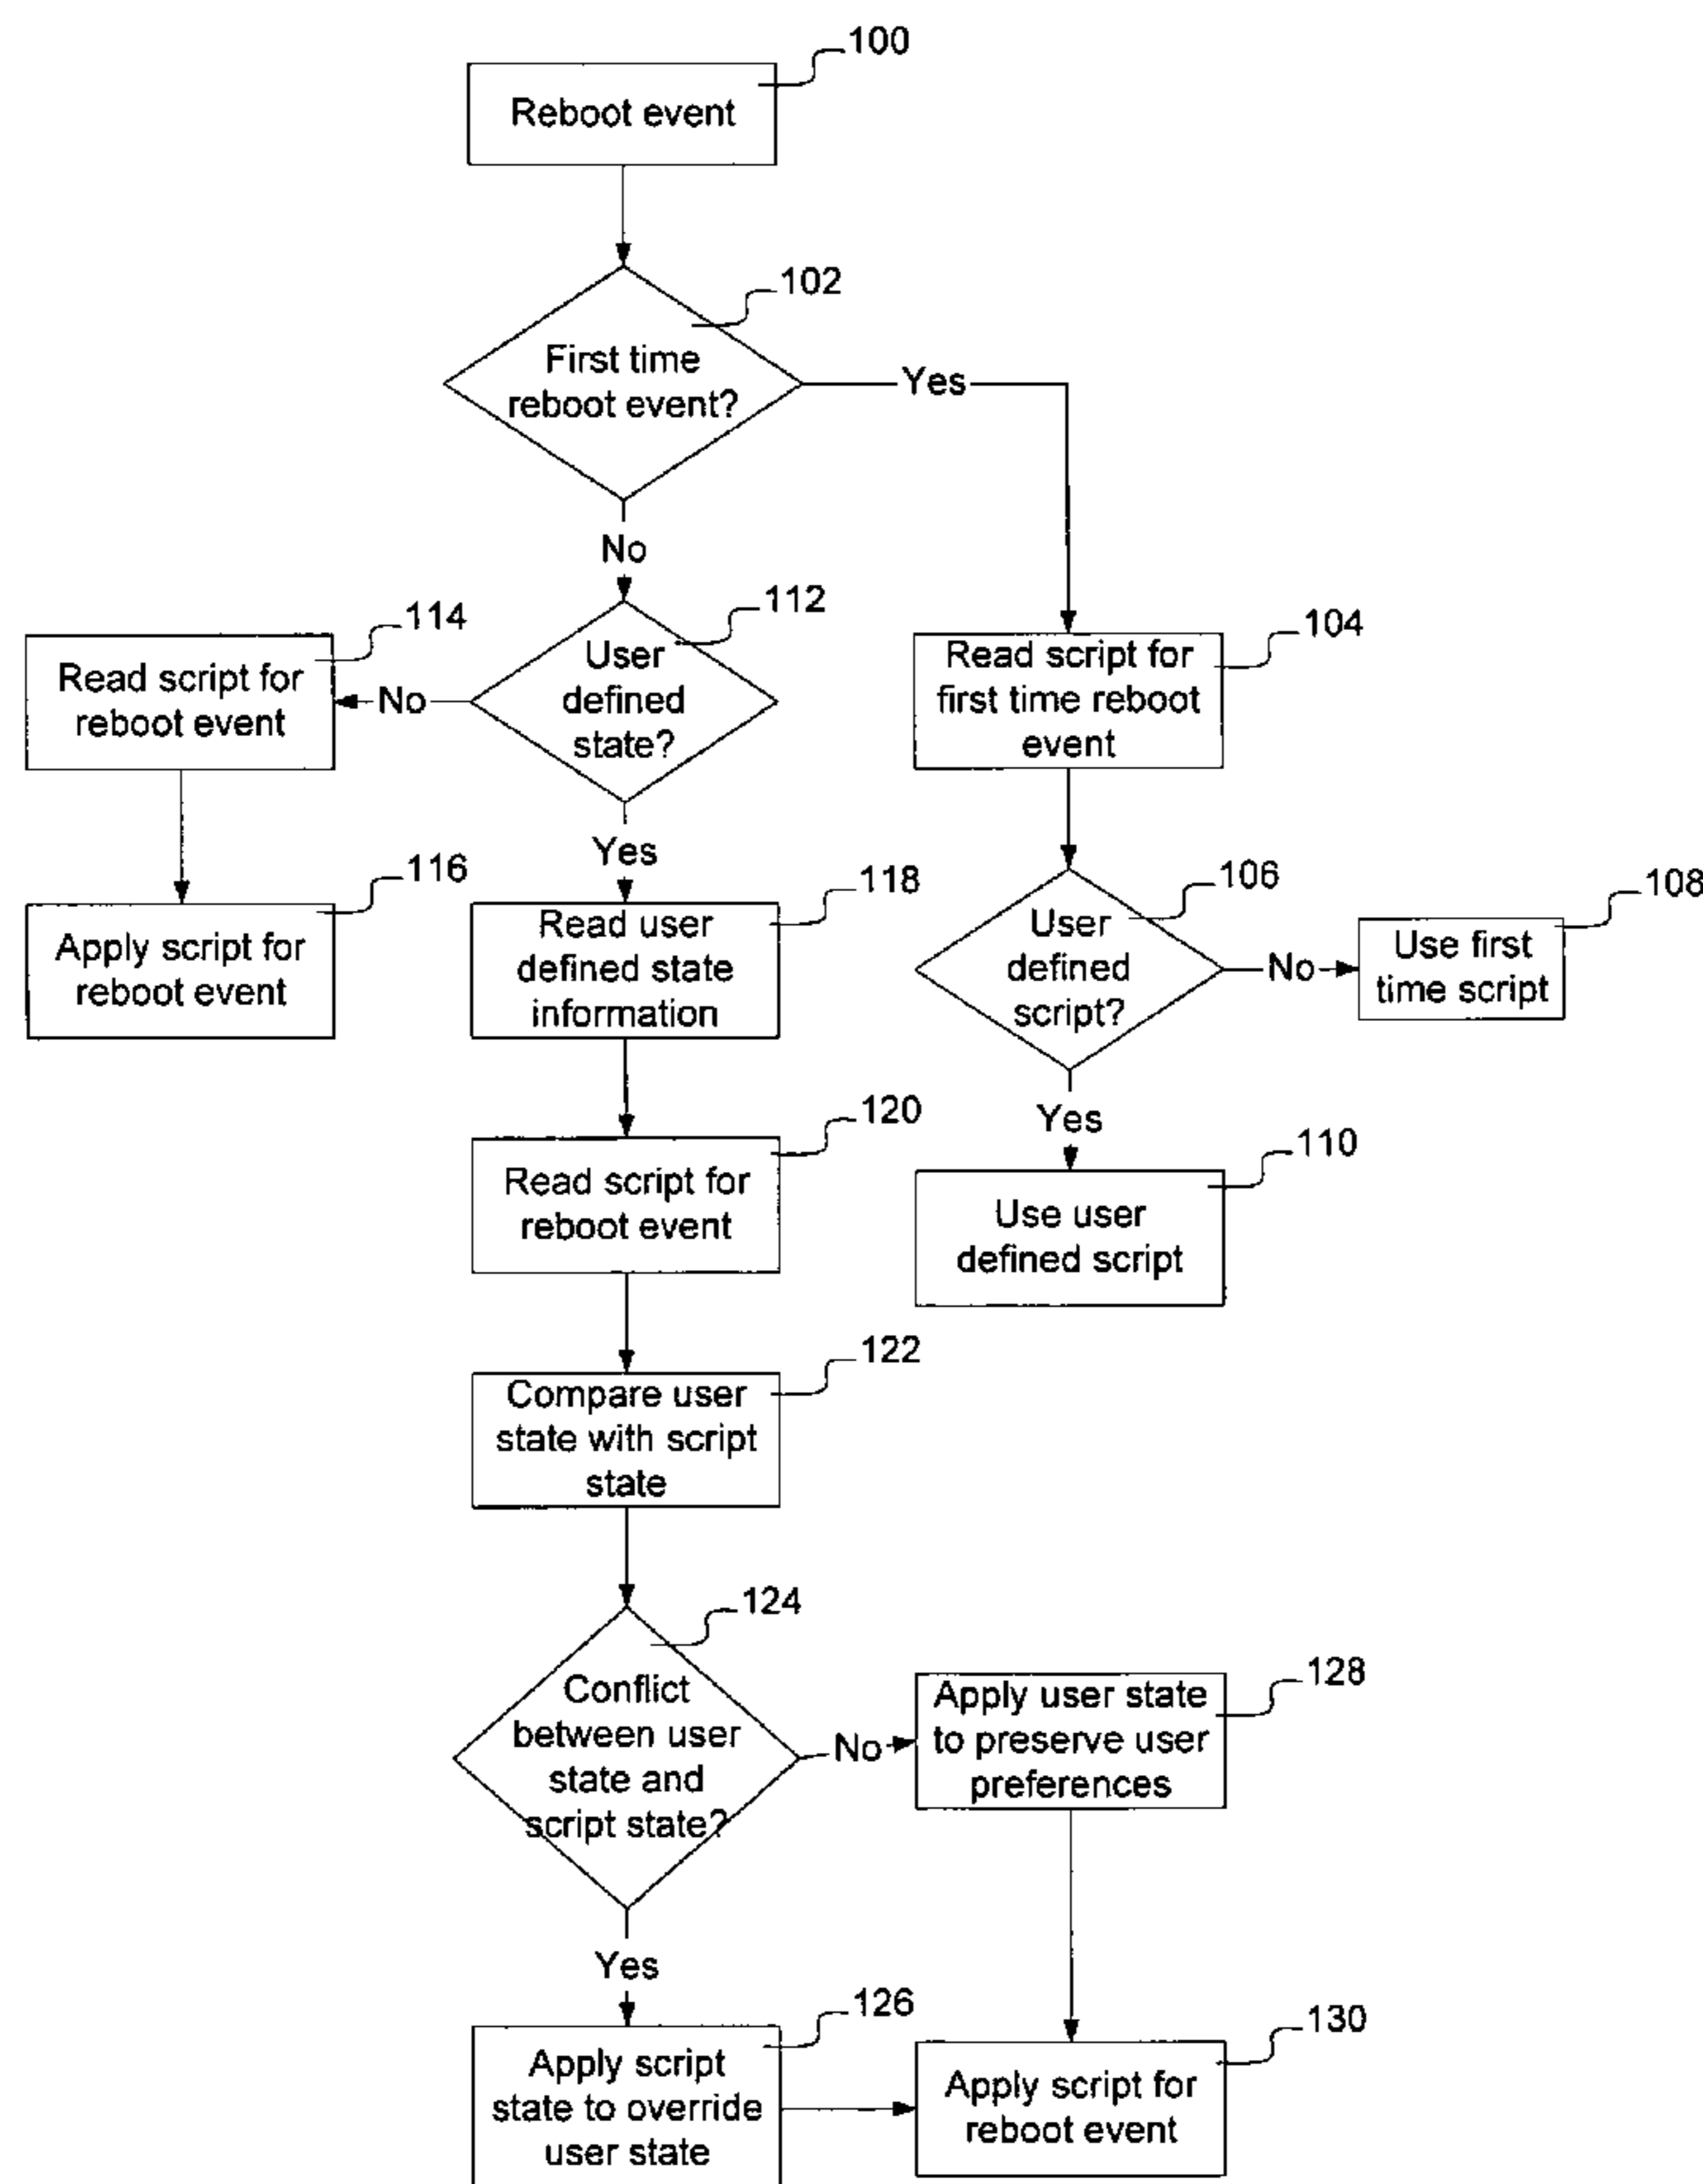 100
Reboot event
102
First time
reboot event?
Yes
No
112
User
defined
state?
No
114
Read script for
reboot event
116
Apply script for
reboot event
104
Read script for
first time reboot
event
106
User
defined
script?
No
108
Use first
time script
Yes
110
Use user
defined script
Yes
118
Read user
defined state
information
120
Read script for
reboot event
122
Compare user
state with script
state
124
Conflict
between user
state and
script state?
No
128
Apply user state
to preserve user
preferences
Yes
126
Apply script
state to override
user state
130
Apply script for
reboot event